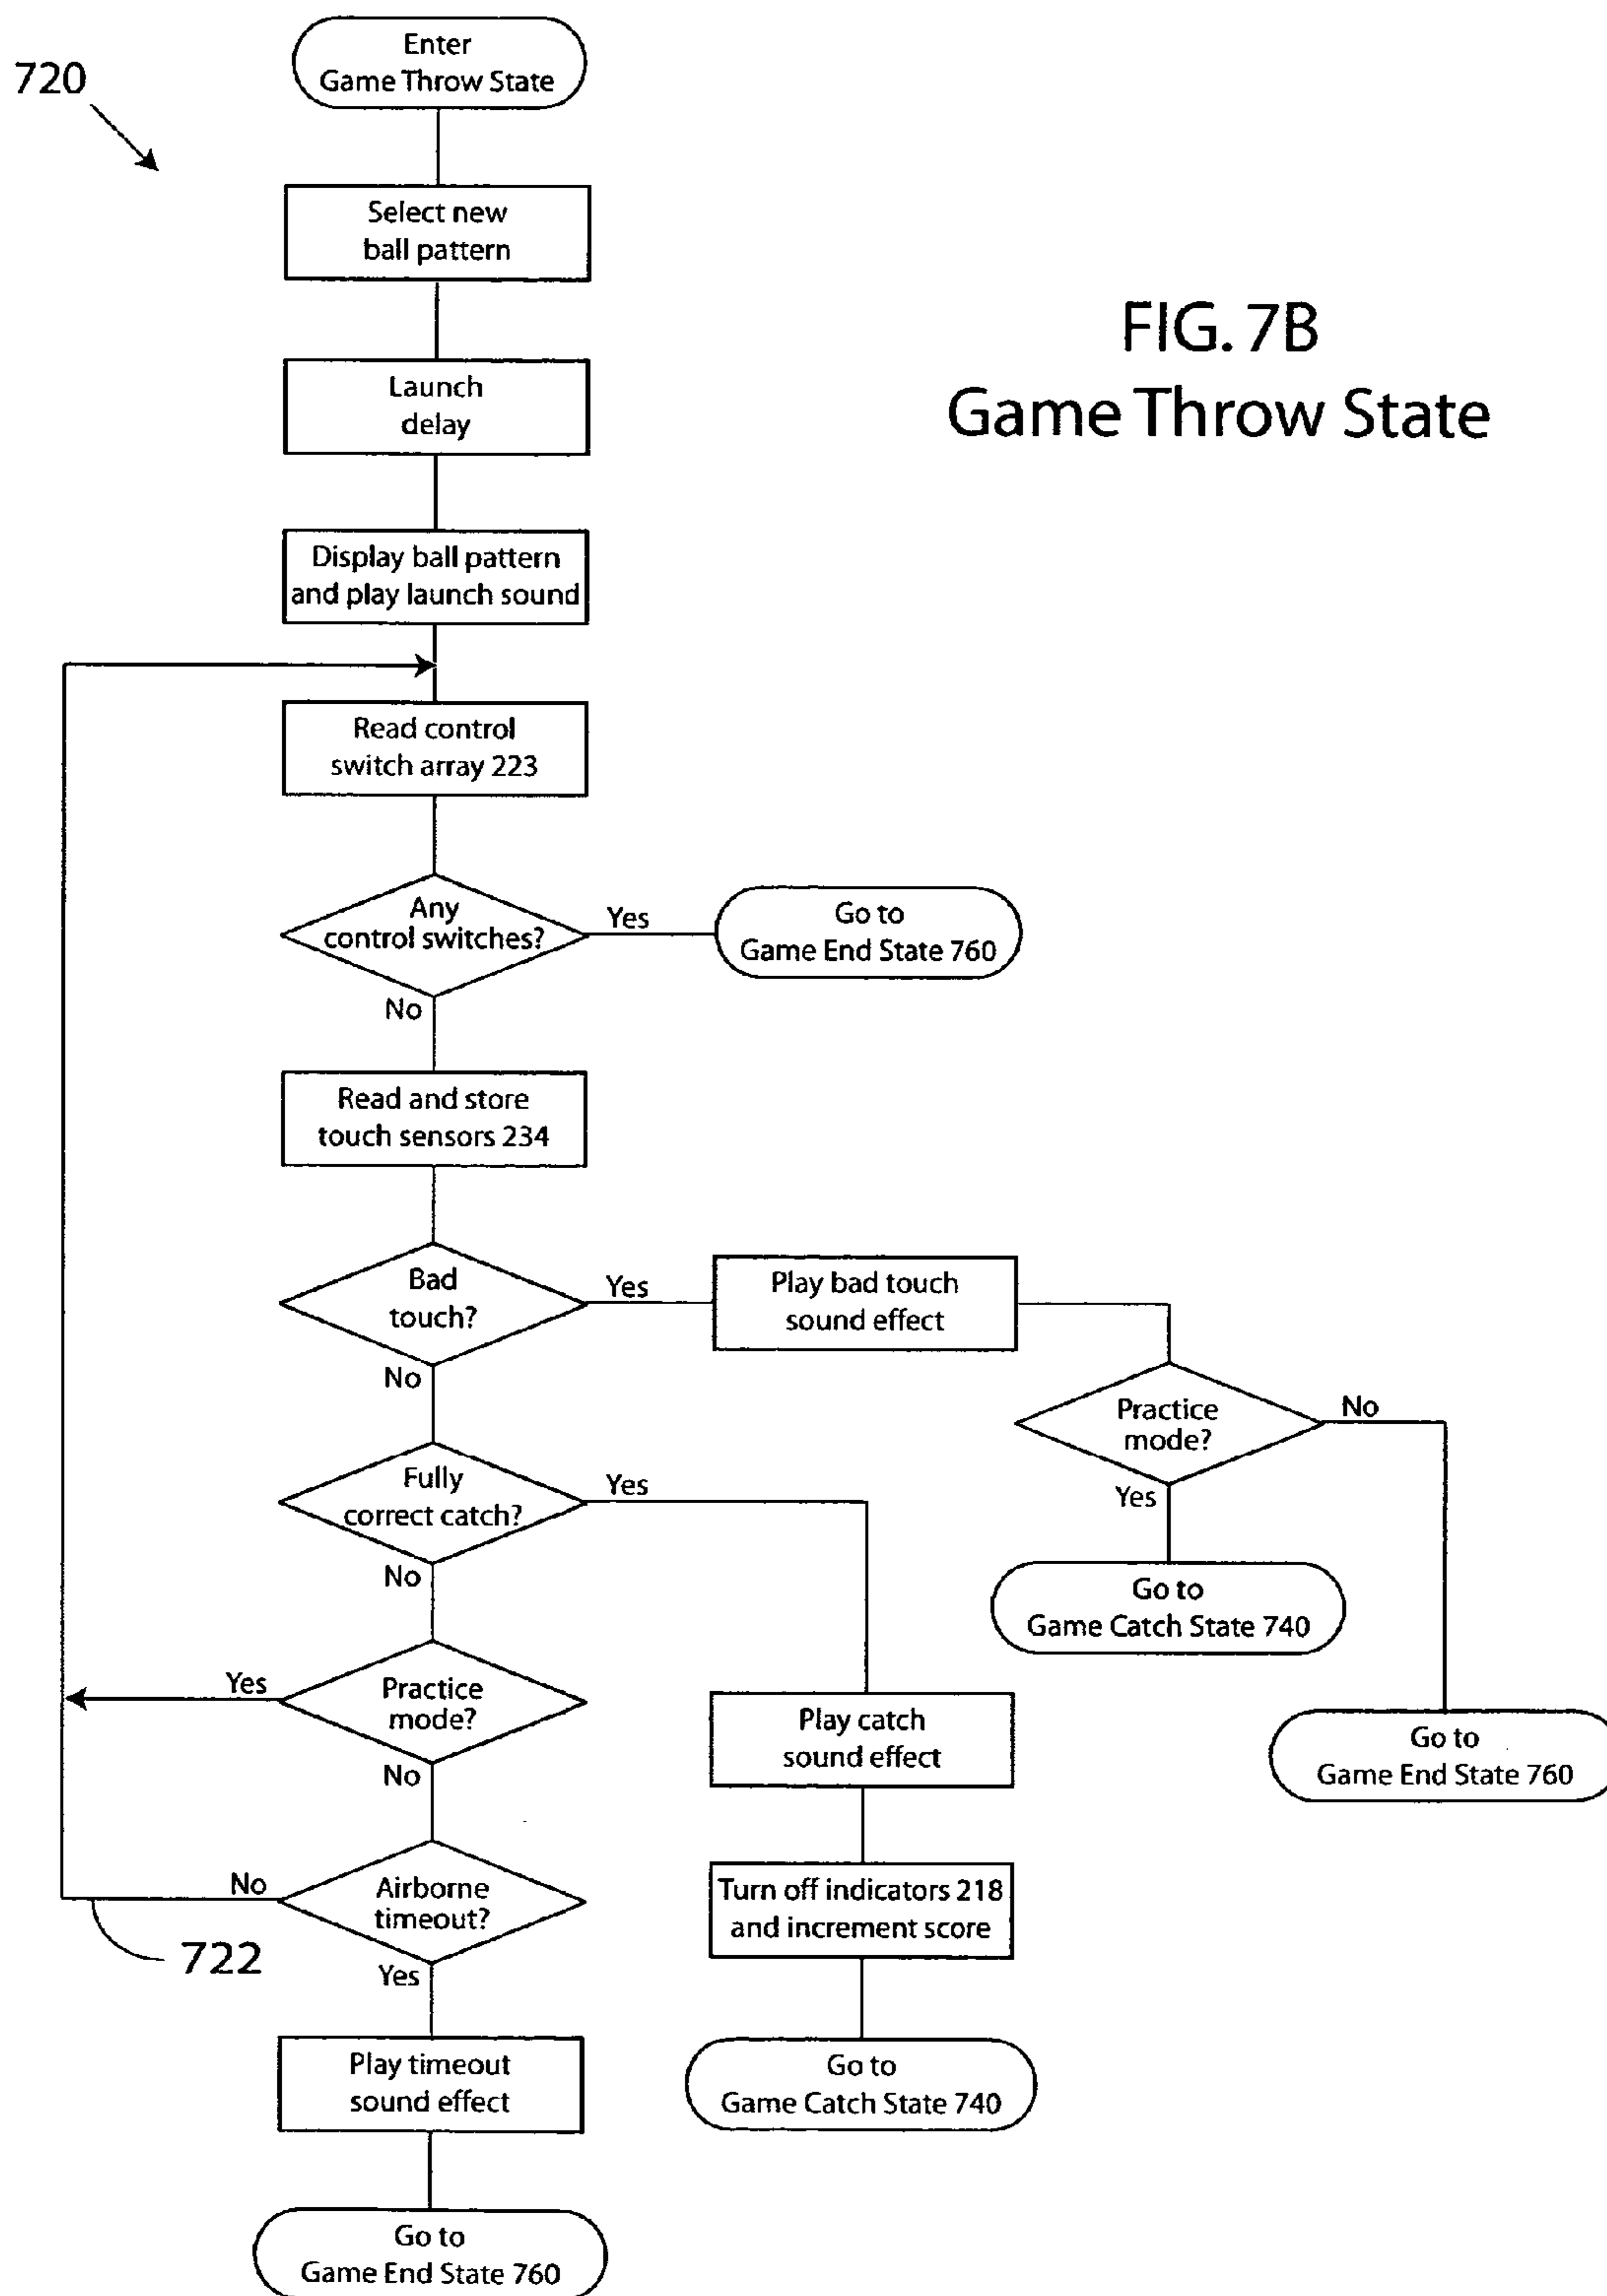 Enter
Game Throw State
720
Select new
ball pattern
FIG. 7B
Game Throw State
Launch
delay
Display ball pattern
and play launch sound
Read control
switch array 223
Any
control switches?
Yes
Go to
Game End State 760
No
Read and store
touch sensors 234
Bad
touch?
Yes
Play bad touch
sound effect
No
Practice
mode?
No
Yes
Go to
Game Catch State 740
Go to
Game End State 760
Fully
correct catch?
Yes
No
Practice
mode?
Yes
No
Play catch
sound effect
Airborne
timeout?
No
722
Yes
Turn off indicators 218
and increment score
Play timeout
sound effect
Go to
Game Catch State 740
Go to
Game End State 760